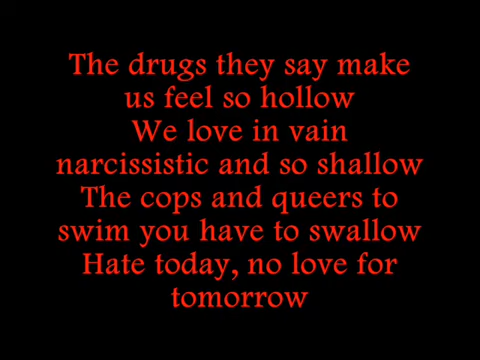 The drugs they say make
us feel so hollow
We love in vain
narcissistic and so shallow
The cops and queers to
swim you have to swallow
Hate today, no love for
tomorrow